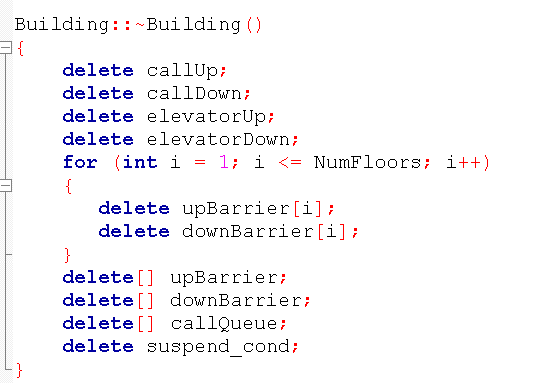 Building::~Building()
{
    delete callUp;
    delete callDown;
    delete elevatorUp;
    delete elevatorDown;
    for (int i = 1; i <= NumFloors; i++)
    {
       delete upBarrier[i];
       delete downBarrier[i];
    }
    delete[] upBarrier;
    delete[] downBarrier;
    delete[] callQueue;
    delete suspend_cond;
}